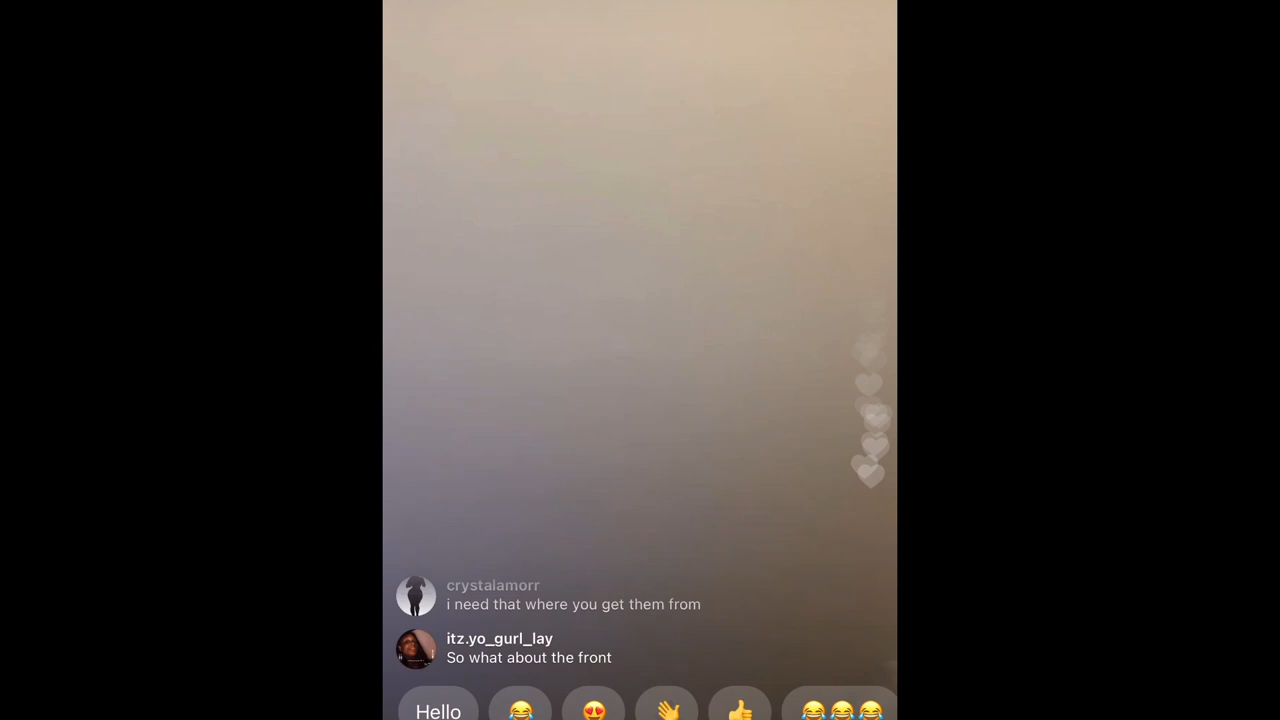 crystalamorr
i need that where you get them from
itz.yo_gurl_lay
So what about the front
Hello 😂 😍 👋 👍 😂😂😂